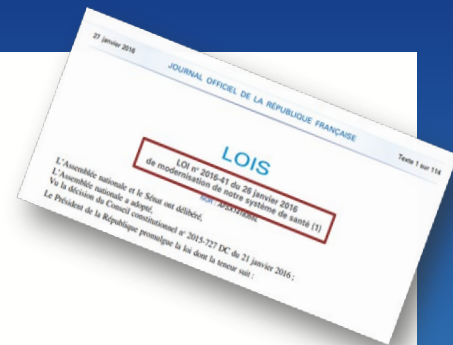 27 janvier 2016
JOURNAL OFFICIEL DE LA RÉPUBLIQUE FRANÇAISE
Texte 1 sur 114
LOIS
LOI n° 2016-41 du 26 janvier 2016
de modernisation de notre système de santé (1)
NOR :
L'Assemblée nationale et le Sénat ont délibéré,
L'Assemblée nationale a adopté,
Vu la décision du Conseil constitutionnel n° 2015-727 DC du 21 janvier 2016 ;
Le Président de la République promulgue la loi dont la teneur suit :